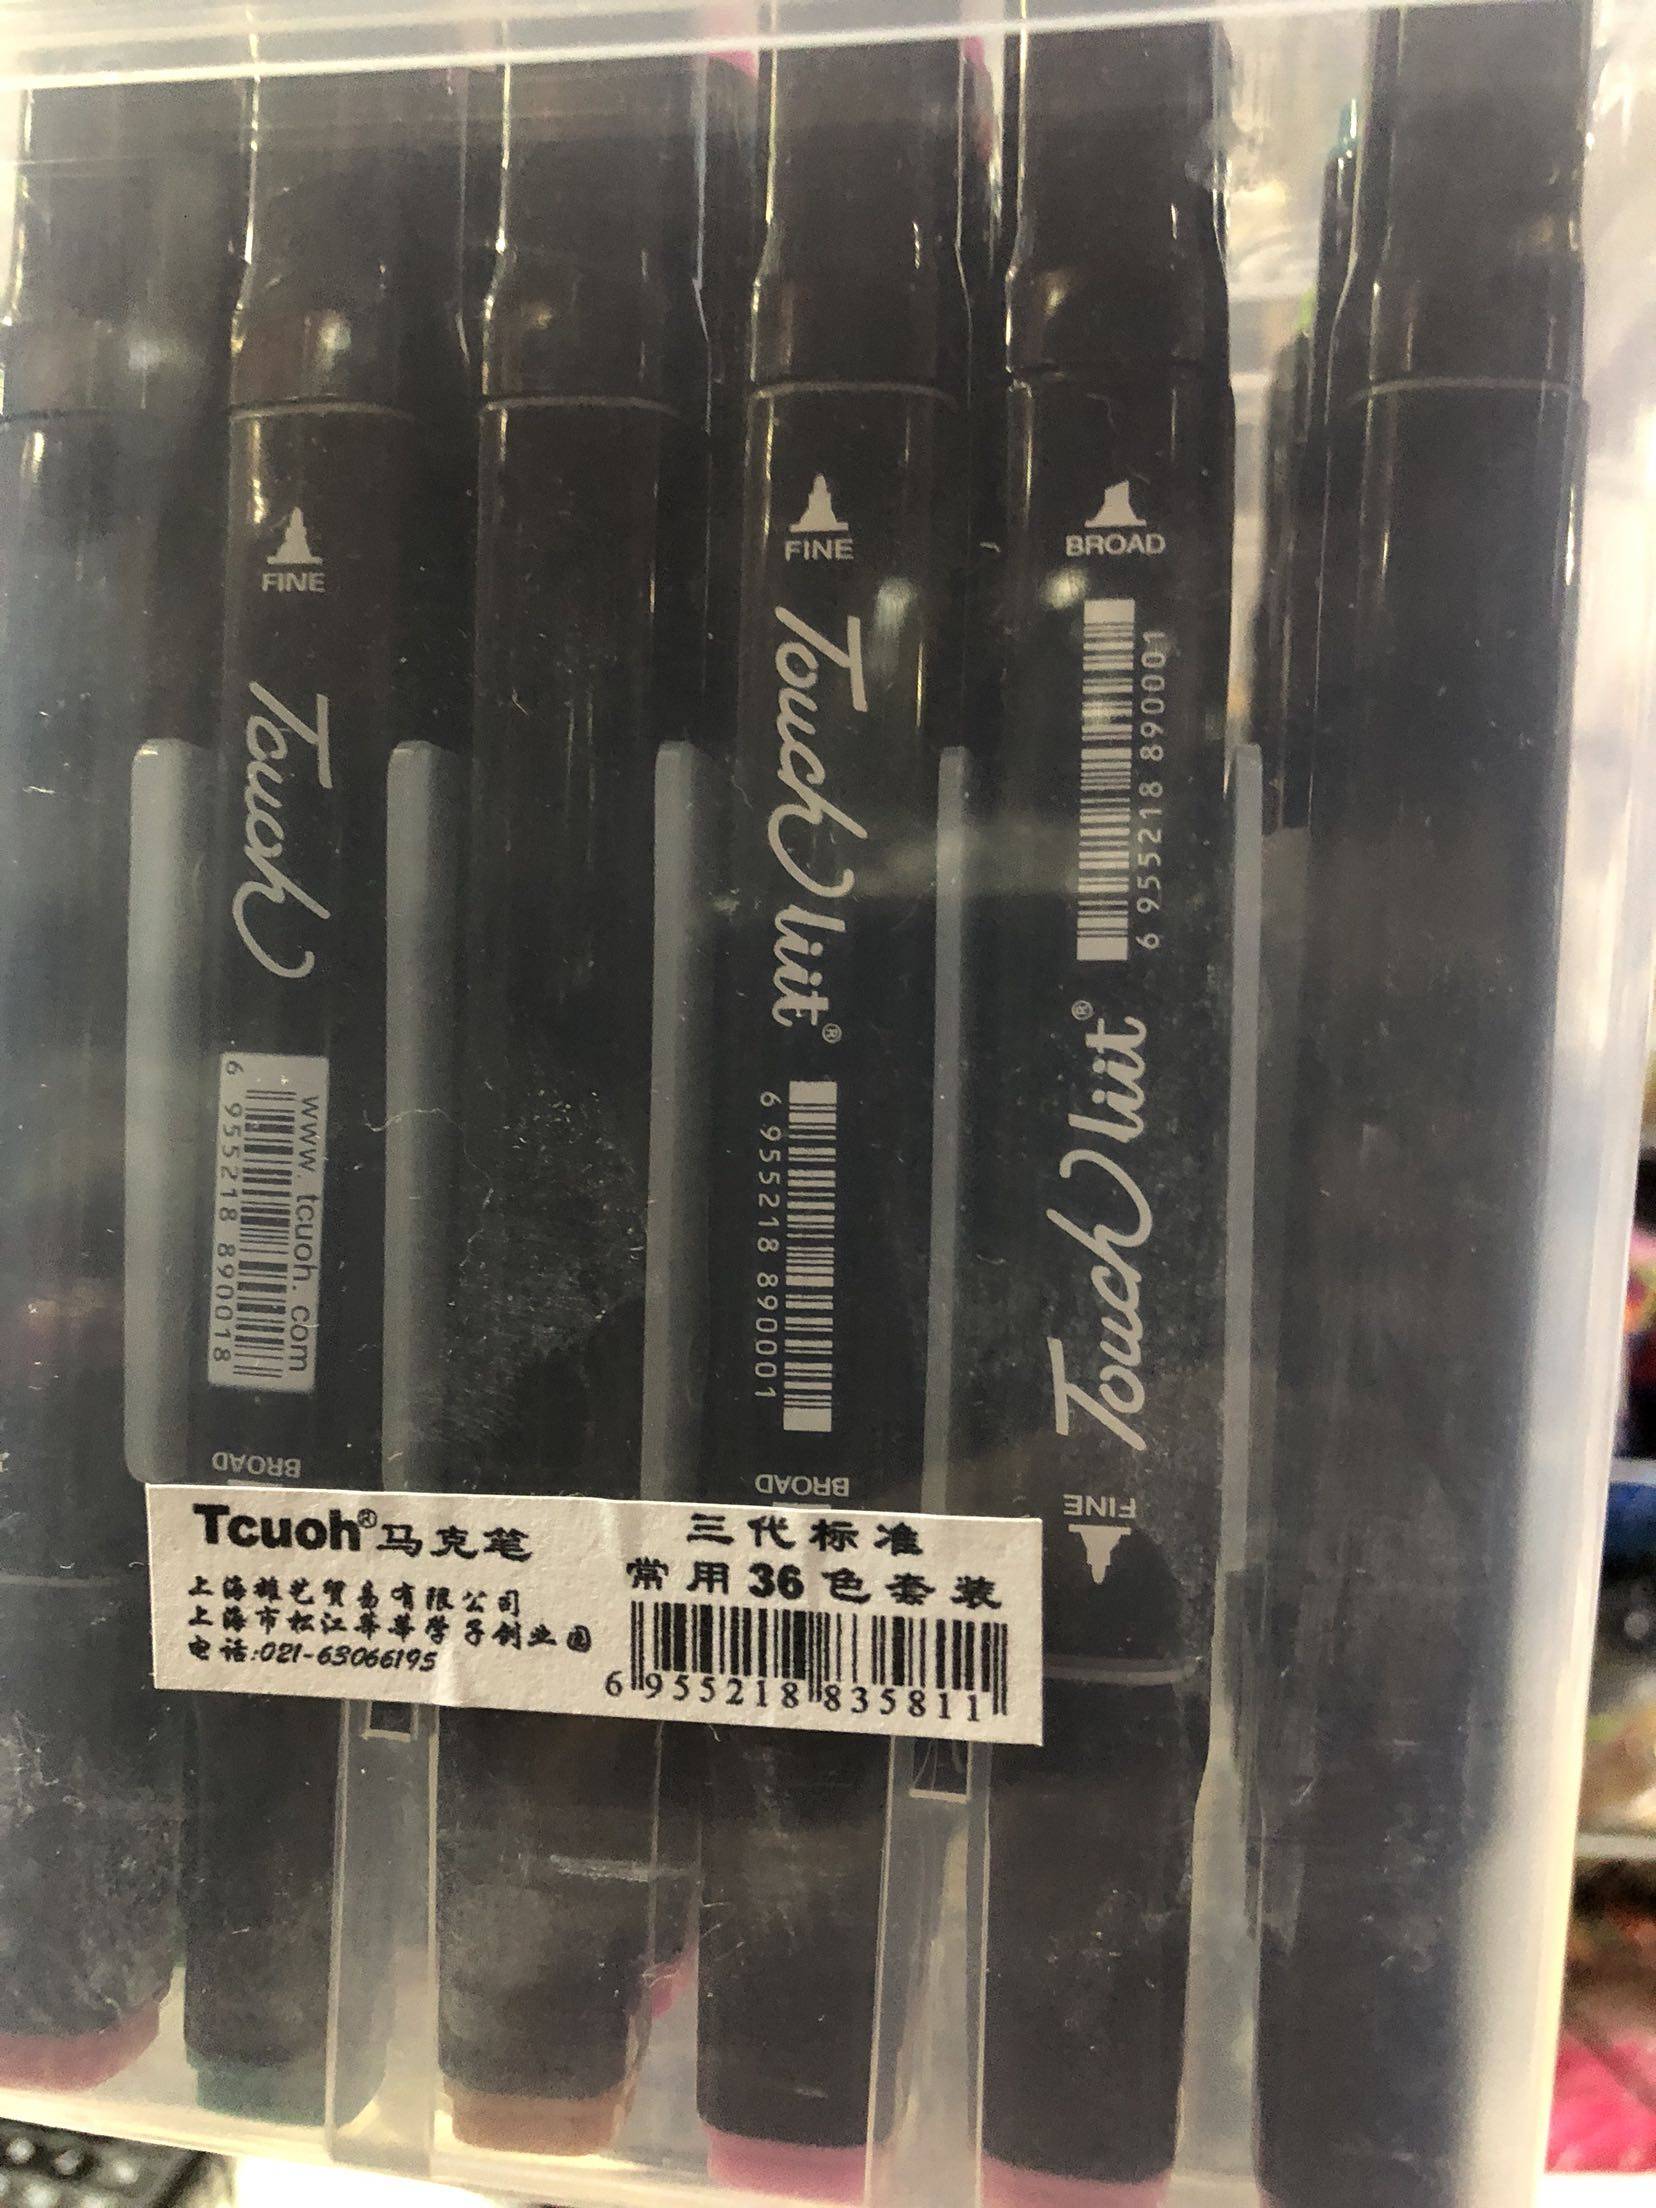 FINE
Touch
www.tcuoh.com
6 955218 890018
BROAD
FINE
Touch liit®
6 955218 890001
BROAD
BROAD
6 955218 890001
Touch liit®
FINE
Tcuoh®马克笔
上海雄艺贸易有限公司
上海市松江莘莘学子创业园
电话:021-63066195
三代标准
常用36色套装
6 955218 835811